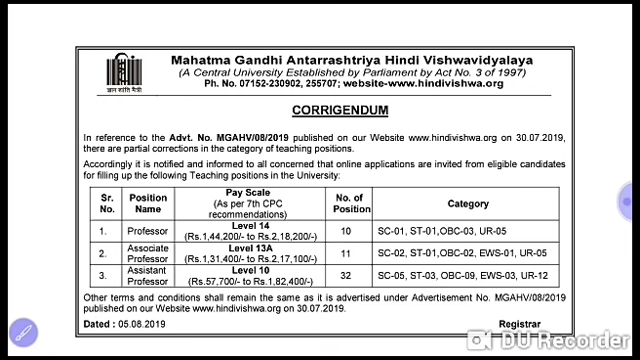 Mahatma Gandhi Antarrashtriya Hindi Vishwavidyalaya
(A Central University Established by Parliament by Act No. 3 of 1997)
Ph. No. 07152-230902, 255707; website-www.hindivishwa.org
ज्ञान शांति मैत्री
CORRIGENDUM
In reference to the Advt. No. MGAHV/08/2019 published on our Website www.hindivishwa.org on 30.07.2019,
there are partial corrections in the category of teaching positions.
Accordingly it is notified and informed to all concerned that online applications are invited from eligible candidates
for filling up the following Teaching positions in the University:
Sr. No. Position Name Pay Scale (As per 7th CPC recommendations) No. of Position Category
1. Professor Level 14 (Rs.1,44,200/- to Rs.2,18,200/-) 10 SC-01, ST-01, OBC-03, UR-05
2. Associate Professor Level 13A (Rs.1,31,400/- to Rs.2,17,100/-) 11 SC-02, ST-01,OBC-02, EWS-01, UR-05
3. Assistant Professor Level 10 (Rs.57,700/- to Rs.1,82,400/-) 32 SC-05, ST-03, OBC-09, EWS-03, UR-12
Other terms and conditions shall remain the same as it is advertised under Advertisement No. MGAHV/08/2019
published on our Website www.hindivishwa.org on 30.07.2019.
Dated : 05.08.2019 Registrar
DU Recorder